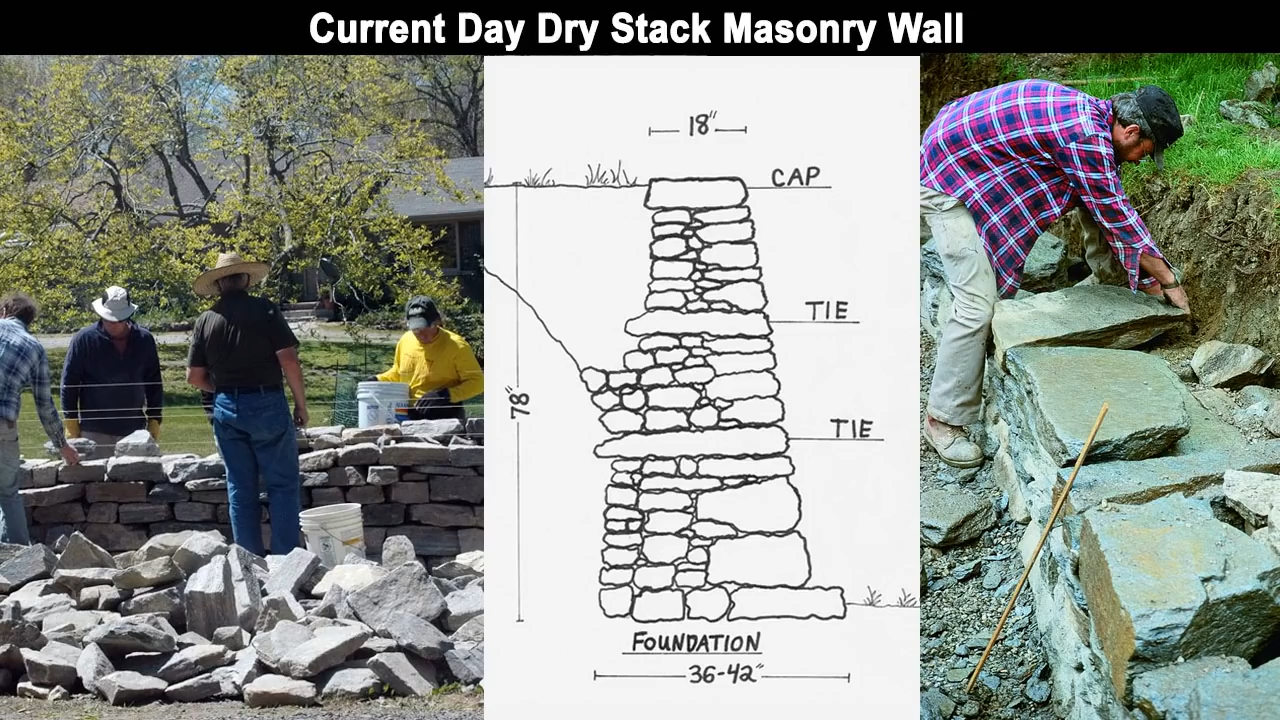 Current Day Dry Stack Masonry Wall
18"
CAP
TIE
78"
TIE
FOUNDATION
36-42"